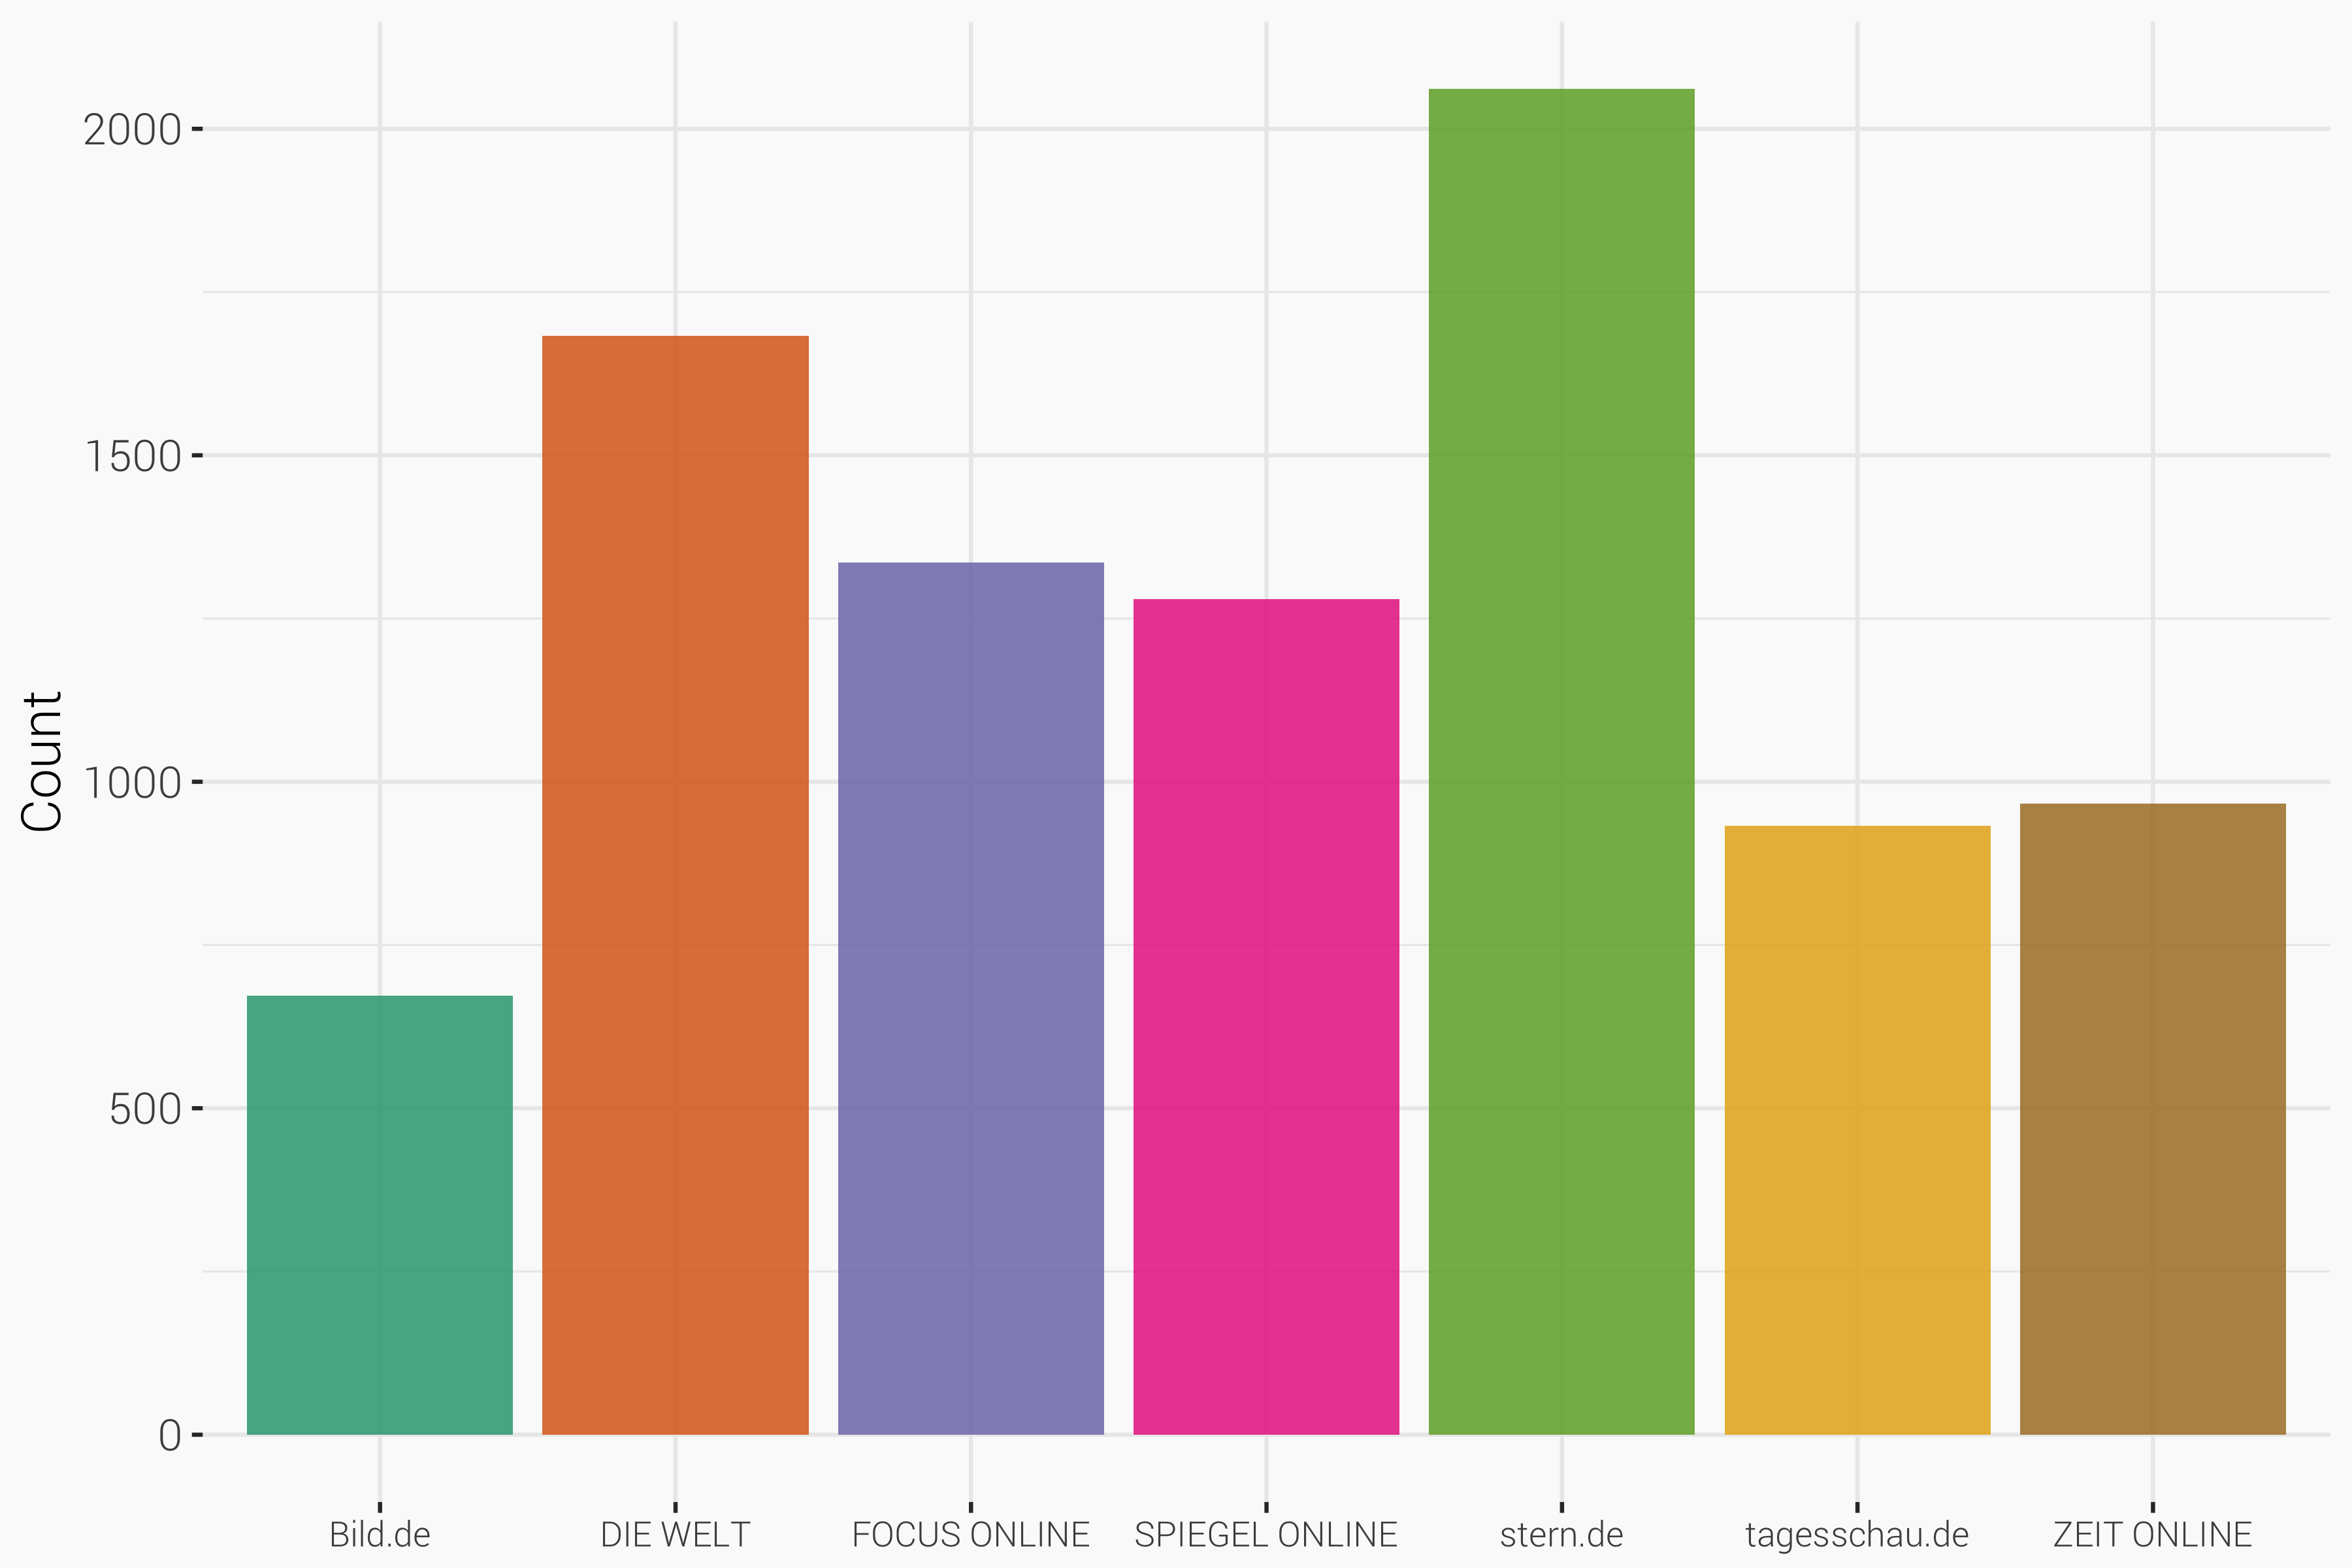 Count
2000
1500
1000
500
0
Bild.de DIE WELT FOCUS ONLINE SPIEGEL ONLINE stern.de tagesschau.de ZEIT ONLINE